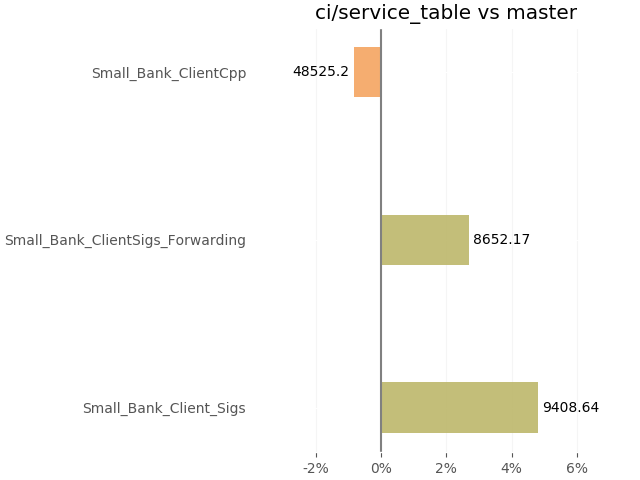 ci/service_table vs master
Small_Bank_ClientCpp
48525.2
Small_Bank_ClientSigs_Forwarding
8652.17
Small_Bank_Client_Sigs
9408.64
-2% 0% 2% 4% 6%